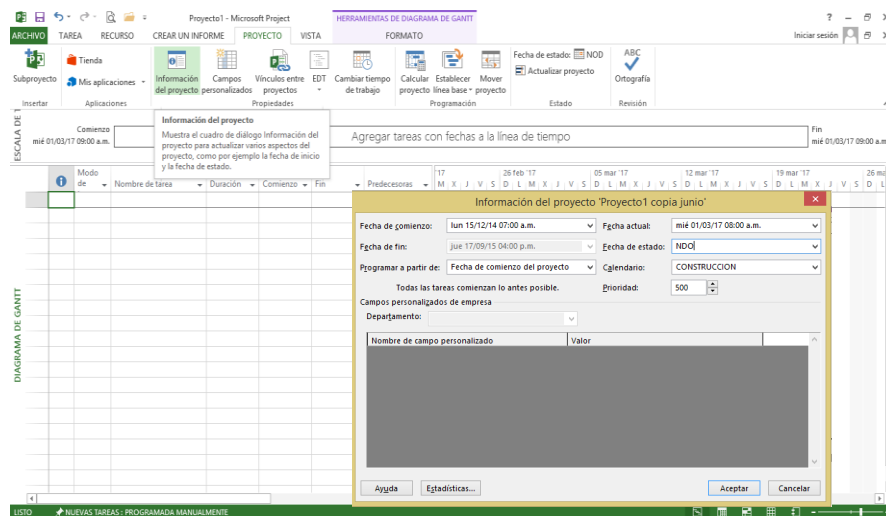 Proyecto1 - Microsoft Project
HERRAMIENTAS DE DIAGRAMA DE GANTT
ARCHIVO TAREA RECURSO CREAR UN INFORME PROYECTO VISTA FORMATO Iniciar sesión
Subproyecto
Tienda
Mis aplicaciones
Información del proyecto
Campos personalizados
Vínculos entre proyectos
EDT
Cambiar tiempo de trabajo
Calcular proyecto
Establecer línea base
Mover proyecto
Fecha de estado: NOD
Actualizar proyecto
ABC
Ortografía
Insertar Aplicaciones Propiedades Programación Estado Revisión
Información del proyecto
Muestra el cuadro de diálogo Información del
proyecto para actualizar varios aspectos del
proyecto, como por ejemplo la fecha de inicio
y la fecha de estado.
ESCALA DE T
Comienzo
mié 01/03/17 09:00 a.m.
Agregar tareas con fechas a la línea de tiempo
Fin
mié 01/03/17 09:00 a.m
Modo de
Nombre de tarea
Duración
Comienzo
Fin
Predecesoras
'17 26 feb '17 05 mar '17 12 mar '17 19 mar '17 26 ma
M X J V S D L M X J V S D L M X J V S D L M X J V S D L M X J V S D L
DIAGRAMA DE GANTT
Información del proyecto 'Proyecto1 copia junio'
Fecha de comienzo: lun 15/12/14 07:00 a.m. Fecha actual: mié 01/03/17 08:00 a.m.
Fecha de fin: jue 17/09/15 04:00 p.m. Fecha de estado: NDO
Programar a partir de: Fecha de comienzo del proyecto Calendario: CONSTRUCCION
Todas las tareas comienzan lo antes posible. Prioridad: 500
Campos personalizados de empresa
Departamento:
Nombre de campo personalizado Valor
Ayuda Estadísticas... Aceptar Cancelar
LISTO NUEVAS TAREAS : PROGRAMADA MANUALMENTE